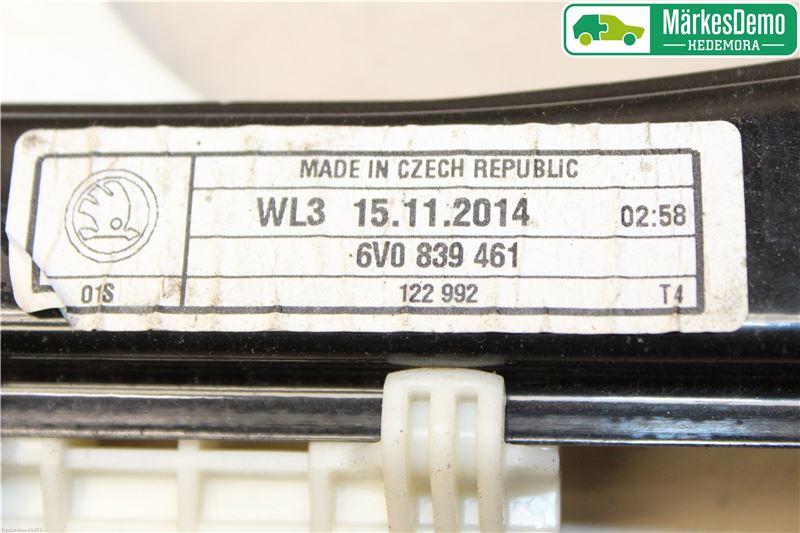 MärkesDemo
HEDEMORA
MADE IN CZECH REPUBLIC
WL3 15.11.2014 02:58
6V0 839 461
01S 122 992 T4